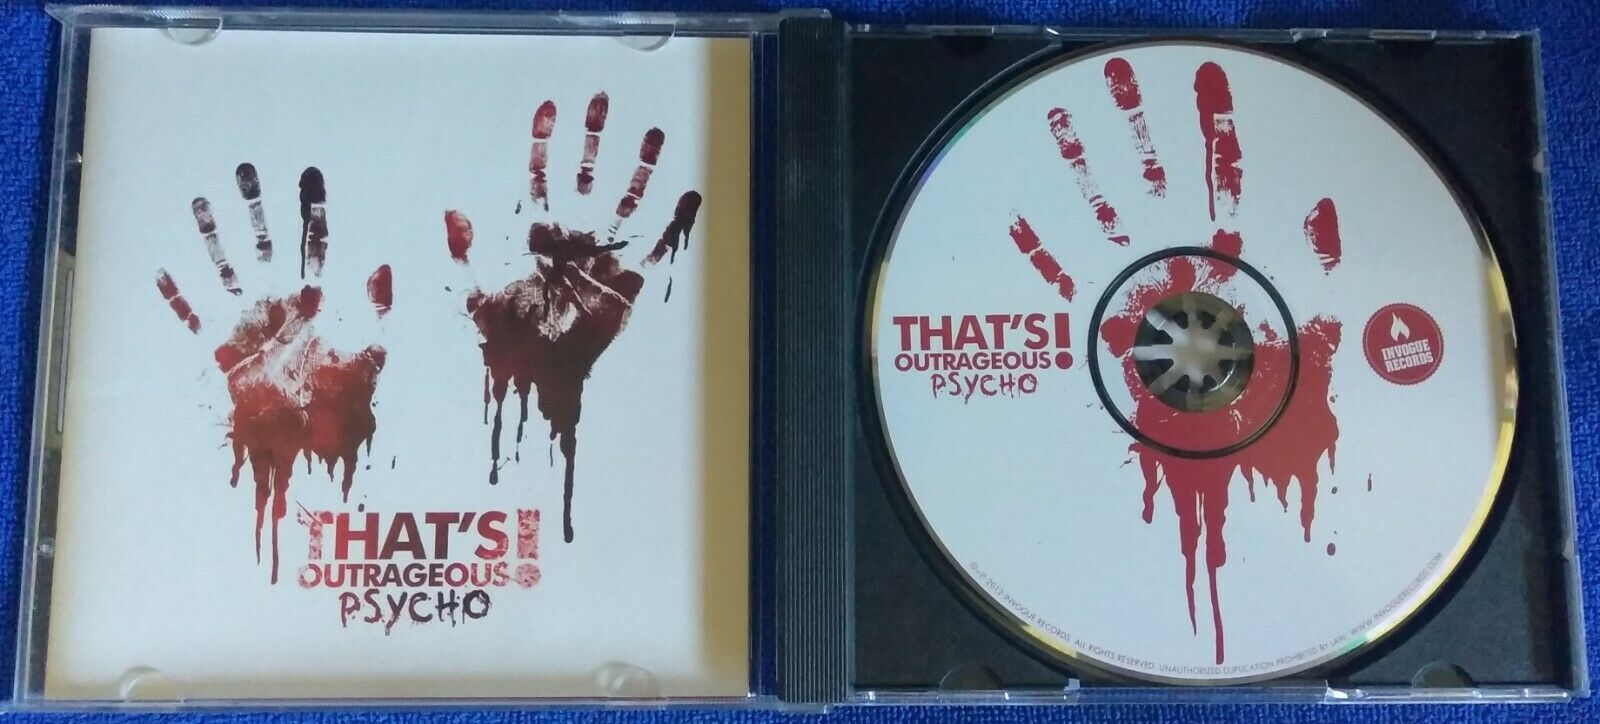 THAT'S!
OUTRAGEOUS
PSYCHO
THAT'S!
OUTRAGEOUS
PSYCHO
INVOGUE
RECORDS
©+℗ 2012 INVOGUE RECORDS. ALL RIGHTS RESERVED. UNAUTHORIZED DUPLICATION PROHIBITED BY LAW. WWW.INVOGUERECORDS.COM